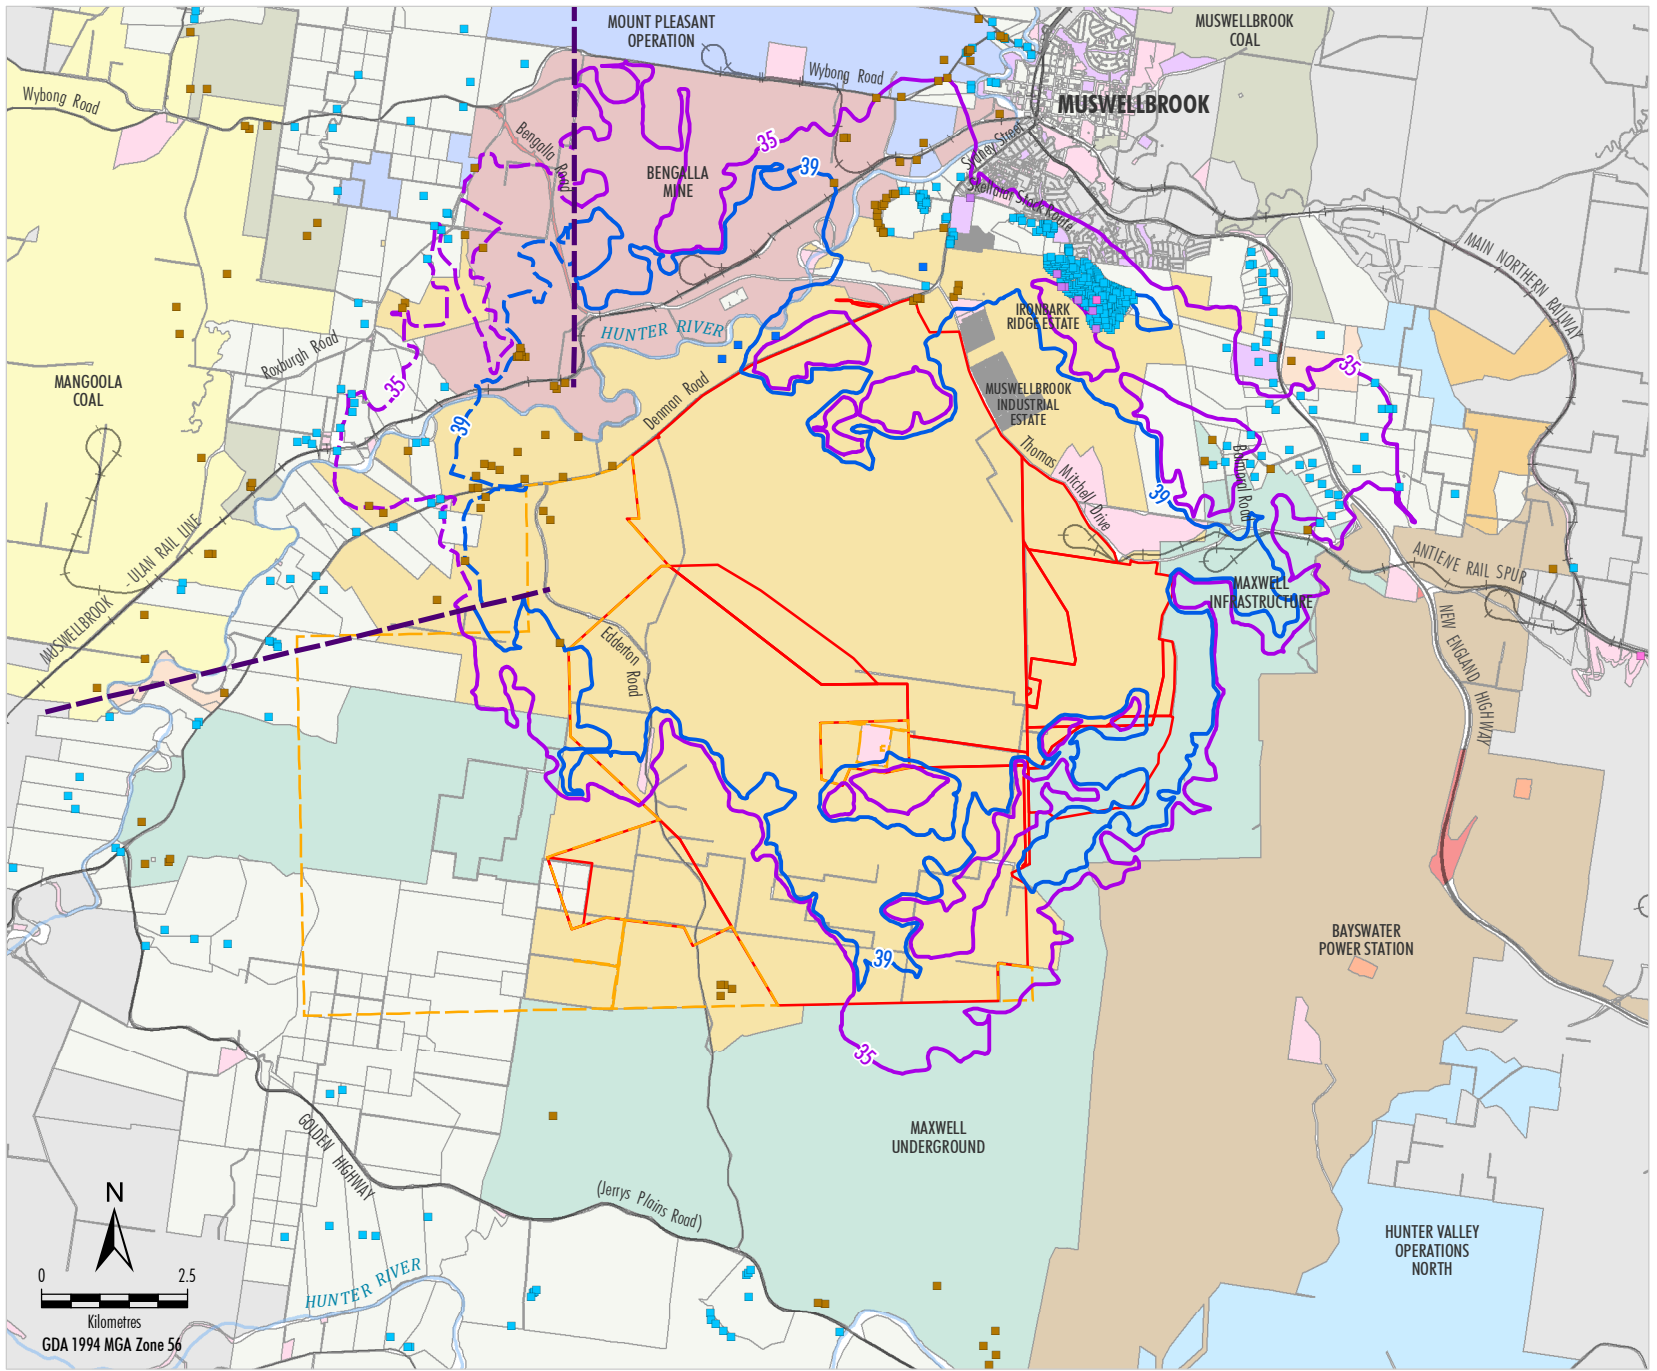 MOUNT PLEASANT
OPERATION
MUSWELLBROOK
COAL
Wybong Road
Wybong Road
MUSWELLBROOK
Bengalla Road
BENGALLA
MINE
35
39
Sydney Street
Skelatar Stock Route
MAIN NORTHERN RAILWAY
HUNTER RIVER
IRONBARK
RIDGE ESTATE
Roxburgh Road
MANGOOLA
COAL
35
39
Denman Road
MUSWELLBROOK
INDUSTRIAL
ESTATE
35
Thomas Mitchell Drive
39
Balmoral Road
MUSWELLBROOK - ULAN RAIL LINE
ANTIENE RAIL SPUR
MAXWELL
INFRASTRUCTURE
Edderton Road
NEW ENGLAND HIGHWAY
BAYSWATER
POWER STATION
39
35
MAXWELL
UNDERGROUND
GOLDEN HIGHWAY
(Jerrys Plains Road)
HUNTER VALLEY
OPERATIONS
NORTH
HUNTER RIVER
N
0 2.5
Kilometres
GDA 1994 MGA Zone 56